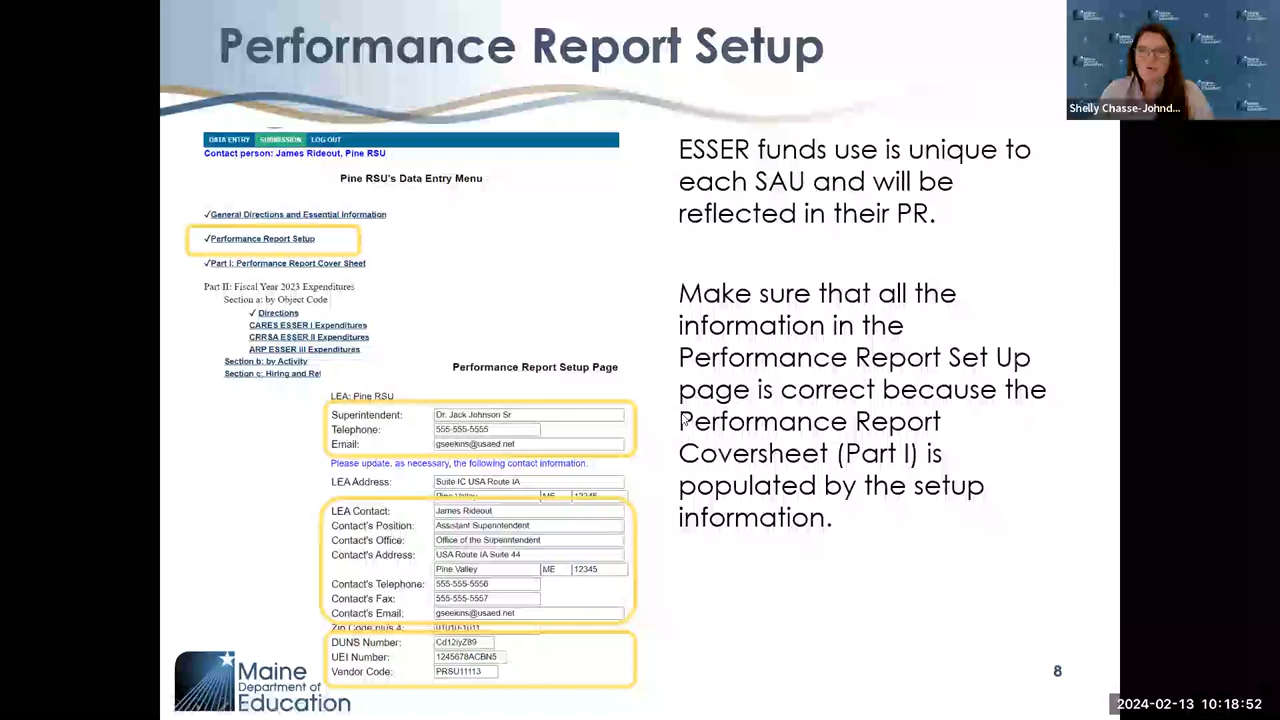 Performance Report Setup
Shelly Chasse-Johnd...
DATA ENTRY SUBMISSION LOG OUT
Contact person: James Rideout, Pine RSU
Pine RSU's Data Entry Menu
✓General Directions and Essential Information
✓Performance Report Setup
✓Part I: Performance Report Cover Sheet
Part II: Fiscal Year 2023 Expenditures
Section a: by Object Code
✓ Directions
CARES ESSER I Expenditures
CRRSA ESSER II Expenditures
ARP ESSER iii Expenditures
Section b: by Activity
Section c: Hiring and Ret
Performance Report Setup Page
LEA: Pine RSU
Superintendent: Dr. Jack Johnson Sr
Telephone: 555-555-5555
Email: gseekins@usaed.net
Please update, as necessary, the following contact information.
LEA Address: Suite IC USA Route IA
Pine Valley ME 12345
LEA Contact: James Rideout
Contact's Position: Assistant Superintendent
Contact's Office: Office of the Superintendent
Contact's Address: USA Route IA Suite 44
Pine Valley ME 12345
Contact's Telephone: 555-555-5556
Contact's Fax: 555-555-5557
Contact's Email: gseekins@usaed.net
Zip Code plus 4: 01010-1011
DUNS Number: Cd12iyZ89
UEI Number: 1245678ACBN5
Vendor Code: PRSU11113
ESSER funds use is unique to
each SAU and will be
reflected in their PR.
Make sure that all the
information in the
Performance Report Set Up
page is correct because the
Performance Report
Coversheet (Part I) is
populated by the setup
information.
Maine
Department of
Education
8
2024-02-13 10:18:52